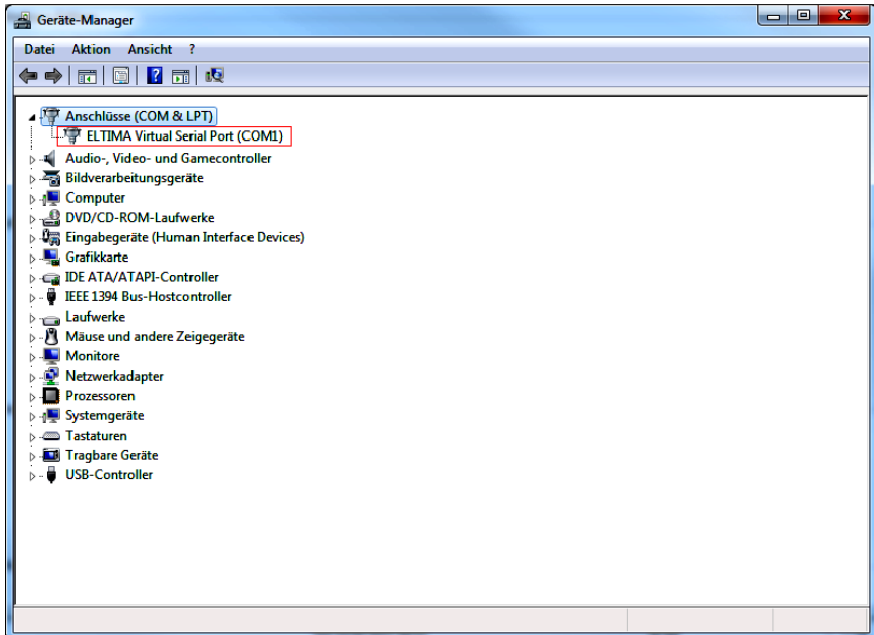 Geräte-Manager
Datei Aktion Ansicht ?
Anschlüsse (COM & LPT)
ELTIMA Virtual Serial Port (COM1)
Audio-, Video- und Gamecontroller
Bildverarbeitungsgeräte
Computer
DVD/CD-ROM-Laufwerke
Eingabegeräte (Human Interface Devices)
Grafikkarte
IDE ATA/ATAPI-Controller
IEEE 1394 Bus-Hostcontroller
Laufwerke
Mäuse und andere Zeigegeräte
Monitore
Netzwerkadapter
Prozessoren
Systemgeräte
Tastaturen
Tragbare Geräte
USB-Controller